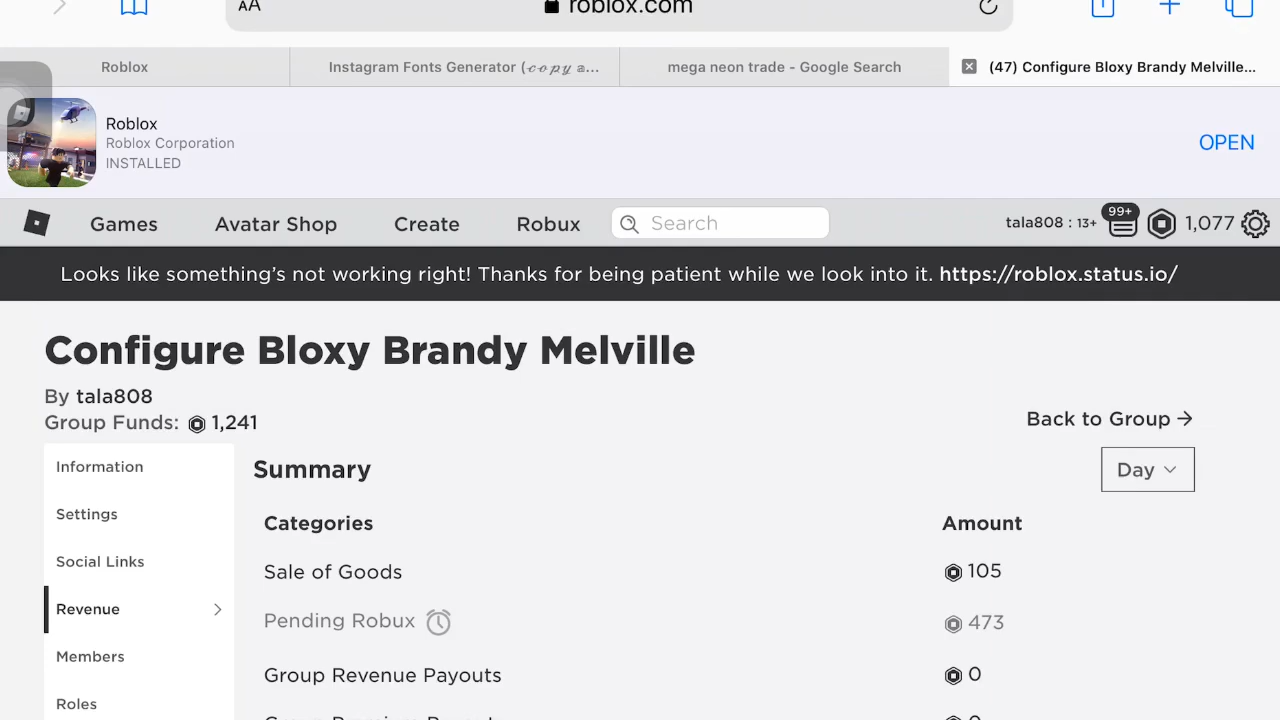 AA roblox.com
Roblox
Instagram Fonts Generator (𝓬𝓸𝓹𝔂 𝓪...
mega neon trade - Google Search
(47) Configure Bloxy Brandy Melville...
Roblox
Roblox Corporation
INSTALLED
OPEN
Games Avatar Shop Create Robux Search tala808 : 13+ 99+ 1,077
Looks like something's not working right! Thanks for being patient while we look into it. https://roblox.status.io/
Configure Bloxy Brandy Melville
By tala808
Group Funds: 1,241
Back to Group →
Information
Settings
Social Links
Revenue
Members
Roles
Summary
Day
Categories Amount
Sale of Goods 105
Pending Robux 473
Group Revenue Payouts 0